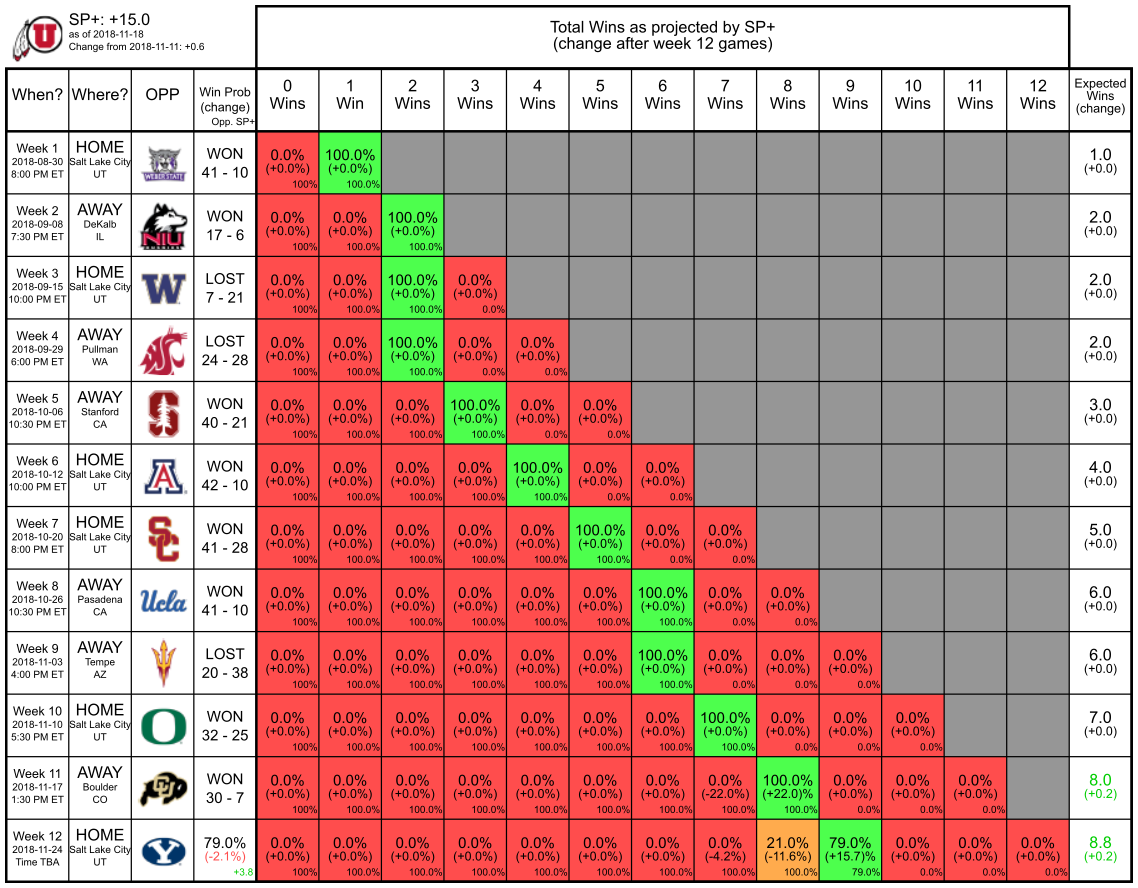 SP+: +15.0
as of 2018-11-18
Change from 2018-11-11: +0.6
Total Wins as projected by SP+
(change after week 12 games)
When? Where? OPP
Win Prob
(change)
Opp. SP+
0 Wins 1 Win 2 Wins 3 Wins 4 Wins 5 Wins 6 Wins 7 Wins 8 Wins 9 Wins 10 Wins 11 Wins 12 Wins
Expected
Wins
(change)
Week 1 HOME WON
2018-08-30 Salt Lake City WEBER STATE
8:00 PM ET UT 41 - 10
0.0% 100.0% 1.0
(+0.0%) (+0.0%) (+0.0)
100% 100.0%
Week 2 AWAY WON
2018-09-08 DeKalb NIU
7:30 PM ET IL HUSKIES 17 - 6
0.0% 0.0% 100.0% 2.0
(+0.0%) (+0.0%) (+0.0%) (+0.0)
100% 100.0% 100.0%
Week 3 HOME LOST
2018-09-15 Salt Lake City W
10:00 PM ET UT 7 - 21
0.0% 0.0% 100.0% 0.0% 2.0
(+0.0%) (+0.0%) (+0.0%) (+0.0%) (+0.0)
100% 100.0% 100.0% 0.0%
Week 4 AWAY LOST
2018-09-29 Pullman
6:00 PM ET WA 24 - 28
0.0% 0.0% 100.0% 0.0% 0.0% 2.0
(+0.0%) (+0.0%) (+0.0%) (+0.0%) (+0.0%) (+0.0)
100% 100.0% 100.0% 0.0% 0.0%
Week 5 AWAY WON
2018-10-06 Stanford S
10:30 PM ET CA 40 - 21
0.0% 0.0% 0.0% 100.0% 0.0% 0.0% 3.0
(+0.0%) (+0.0%) (+0.0%) (+0.0%) (+0.0%) (+0.0%) (+0.0)
100% 100.0% 100.0% 100.0% 0.0% 0.0%
Week 6 HOME WON
2018-10-12 Salt Lake City A
10:00 PM ET UT 42 - 10
0.0% 0.0% 0.0% 0.0% 100.0% 0.0% 0.0% 4.0
(+0.0%) (+0.0%) (+0.0%) (+0.0%) (+0.0%) (+0.0%) (+0.0%) (+0.0)
100% 100.0% 100.0% 100.0% 100.0% 0.0% 0.0%
Week 7 HOME WON
2018-10-20 Salt Lake City SC
8:00 PM ET UT 41 - 28
0.0% 0.0% 0.0% 0.0% 0.0% 100.0% 0.0% 0.0% 5.0
(+0.0%) (+0.0%) (+0.0%) (+0.0%) (+0.0%) (+0.0%) (+0.0%) (+0.0%) (+0.0)
100% 100.0% 100.0% 100.0% 100.0% 100.0% 0.0% 0.0%
Week 8 AWAY WON
2018-10-26 Pasadena Ucla
10:30 PM ET CA 41 - 10
0.0% 0.0% 0.0% 0.0% 0.0% 0.0% 100.0% 0.0% 0.0% 6.0
(+0.0%) (+0.0%) (+0.0%) (+0.0%) (+0.0%) (+0.0%) (+0.0%) (+0.0%) (+0.0%) (+0.0)
100% 100.0% 100.0% 100.0% 100.0% 100.0% 100.0% 0.0% 0.0%
Week 9 AWAY LOST
2018-11-03 Tempe
4:00 PM ET AZ 20 - 38
0.0% 0.0% 0.0% 0.0% 0.0% 0.0% 100.0% 0.0% 0.0% 0.0% 6.0
(+0.0%) (+0.0%) (+0.0%) (+0.0%) (+0.0%) (+0.0%) (+0.0%) (+0.0%) (+0.0%) (+0.0%) (+0.0)
100% 100.0% 100.0% 100.0% 100.0% 100.0% 100.0% 0.0% 0.0% 0.0%
Week 10 HOME WON
2018-11-10 Salt Lake City O
5:30 PM ET UT 32 - 25
0.0% 0.0% 0.0% 0.0% 0.0% 0.0% 0.0% 100.0% 0.0% 0.0% 0.0% 7.0
(+0.0%) (+0.0%) (+0.0%) (+0.0%) (+0.0%) (+0.0%) (+0.0%) (+0.0%) (+0.0%) (+0.0%) (+0.0%) (+0.0)
100% 100.0% 100.0% 100.0% 100.0% 100.0% 100.0% 100.0% 0.0% 0.0% 0.0%
Week 11 AWAY WON
2018-11-17 Boulder CU
1:30 PM ET CO 30 - 7
0.0% 0.0% 0.0% 0.0% 0.0% 0.0% 0.0% 0.0% 100.0% 0.0% 0.0% 0.0% 8.0
(+0.0%) (+0.0%) (+0.0%) (+0.0%) (+0.0%) (+0.0%) (+0.0%) (-22.0%) (+22.0)% (+0.0%) (+0.0%) (+0.0%) (+0.2)
100% 100.0% 100.0% 100.0% 100.0% 100.0% 100.0% 100.0% 100.0% 0.0% 0.0% 0.0%
Week 12 HOME 79.0%
2018-11-24 Salt Lake City Y (-2.1%)
Time TBA UT +3.8
0.0% 0.0% 0.0% 0.0% 0.0% 0.0% 0.0% 0.0% 21.0% 79.0% 0.0% 0.0% 0.0% 8.8
(+0.0%) (+0.0%) (+0.0%) (+0.0%) (+0.0%) (+0.0%) (+0.0%) (-4.2%) (-11.6%) (+15.7)% (+0.0%) (+0.0%) (+0.0%) (+0.2)
100% 100.0% 100.0% 100.0% 100.0% 100.0% 100.0% 100.0% 100.0% 79.0% 0.0% 0.0% 0.0%